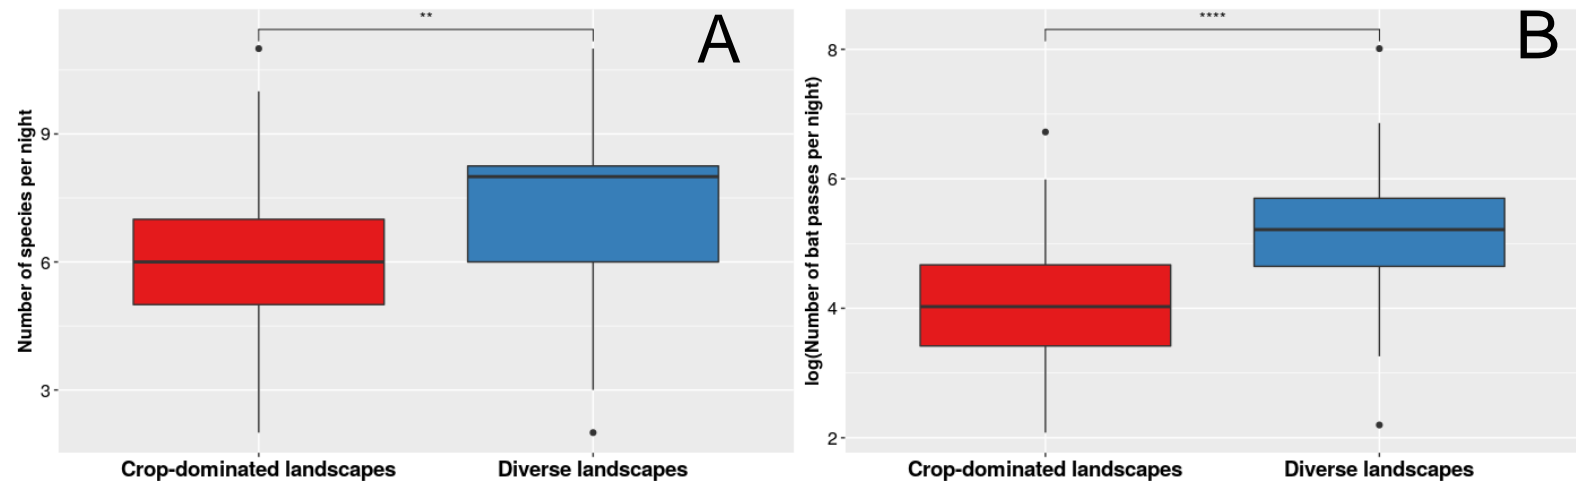 **
A
Number of species per night
9
6
3
Crop-dominated landscapes
Diverse landscapes
****
B
log(Number of bat passes per night)
8
6
4
2
Crop-dominated landscapes
Diverse landscapes